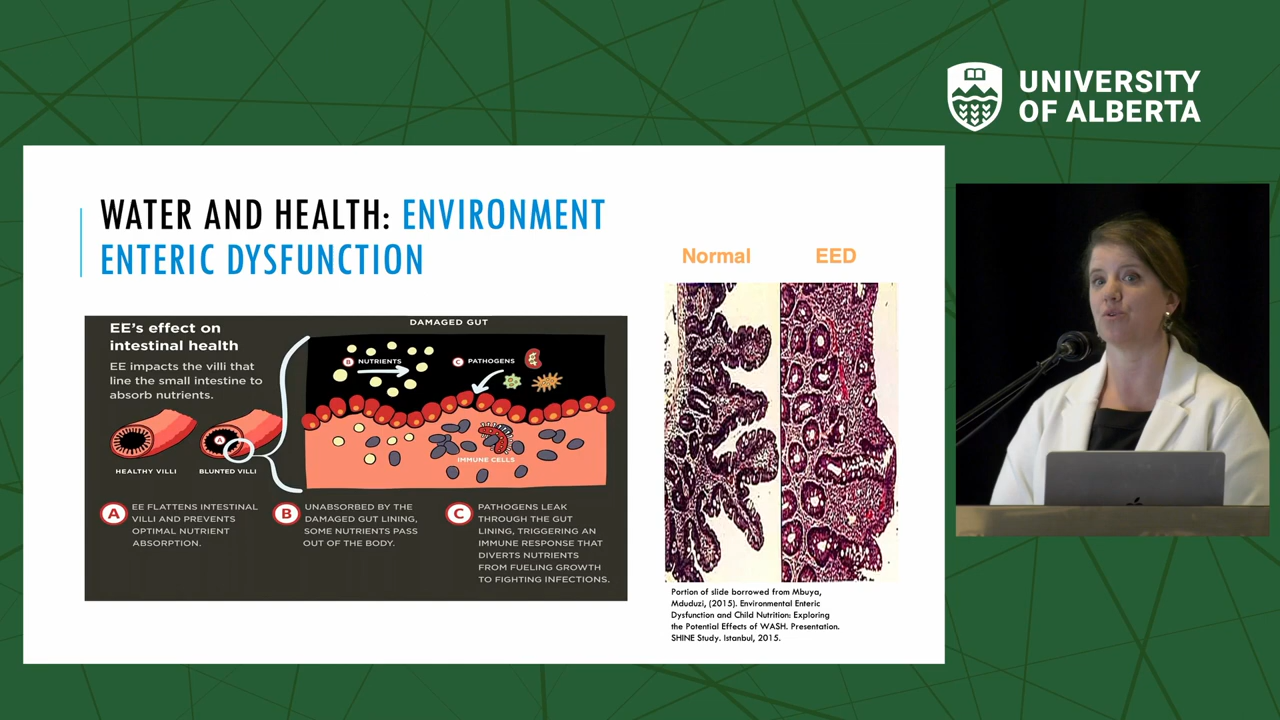 UNIVERSITY
OF ALBERTA
WATER AND HEALTH: ENVIRONMENT
ENTERIC DYSFUNCTION
EE's effect on
intestinal health
EE impacts the villi that
line the small intestine to
absorb nutrients.
HEALTHY VILLI
A
BLUNTED VILLI
DAMAGED GUT
B NUTRIENTS
C PATHOGENS
IMMUNE CELLS
A EE FLATTENS INTESTINAL
VILLI AND PREVENTS
OPTIMAL NUTRIENT
ABSORPTION.
B UNABSORBED BY THE
DAMAGED GUT LINING,
SOME NUTRIENTS PASS
OUT OF THE BODY.
C PATHOGENS LEAK
THROUGH THE GUT
LINING, TRIGGERING AN
IMMUNE RESPONSE THAT
DIVERTS NUTRIENTS
FROM FUELING GROWTH
TO FIGHTING INFECTIONS.
Normal
EED
Portion of slide borrowed from Mbuya,
Mduduzi, (2015). Environmental Enteric
Dysfunction and Child Nutrition: Exploring
the Potential Effects of WASH. Presentation.
SHINE Study. Istanbul, 2015.